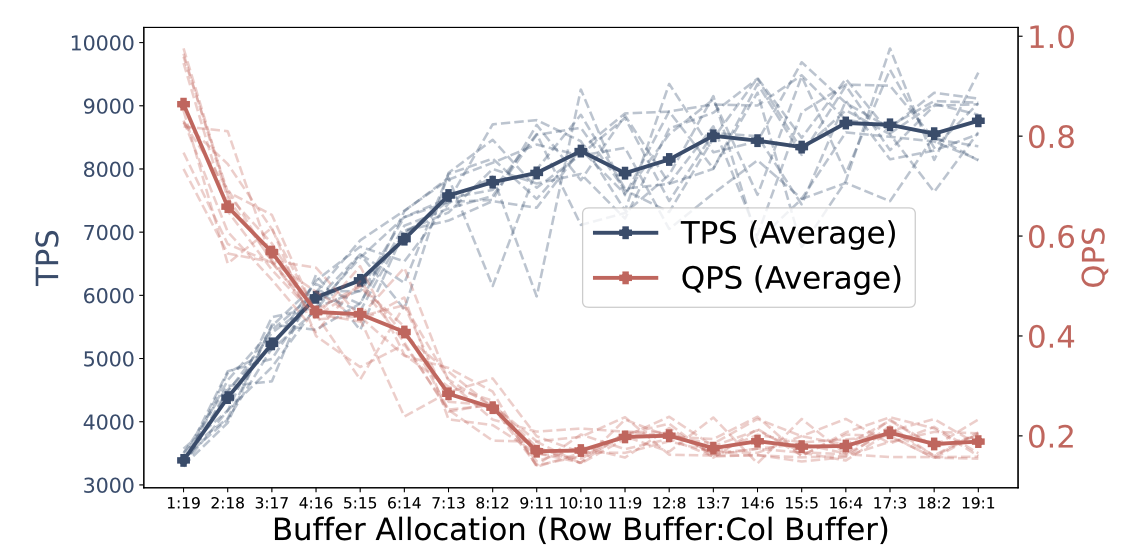 10000
9000
8000
7000
6000
5000
4000
3000
TPS
1.0
0.8
0.6
0.4
0.2
QPS
TPS (Average)
QPS (Average)
1:19 2:18 3:17 4:16 5:15 6:14 7:13 8:12 9:11 10:10 11:9 12:8 13:7 14:6 15:5 16:4 17:3 18:2 19:1
Buffer Allocation (Row Buffer:Col Buffer)